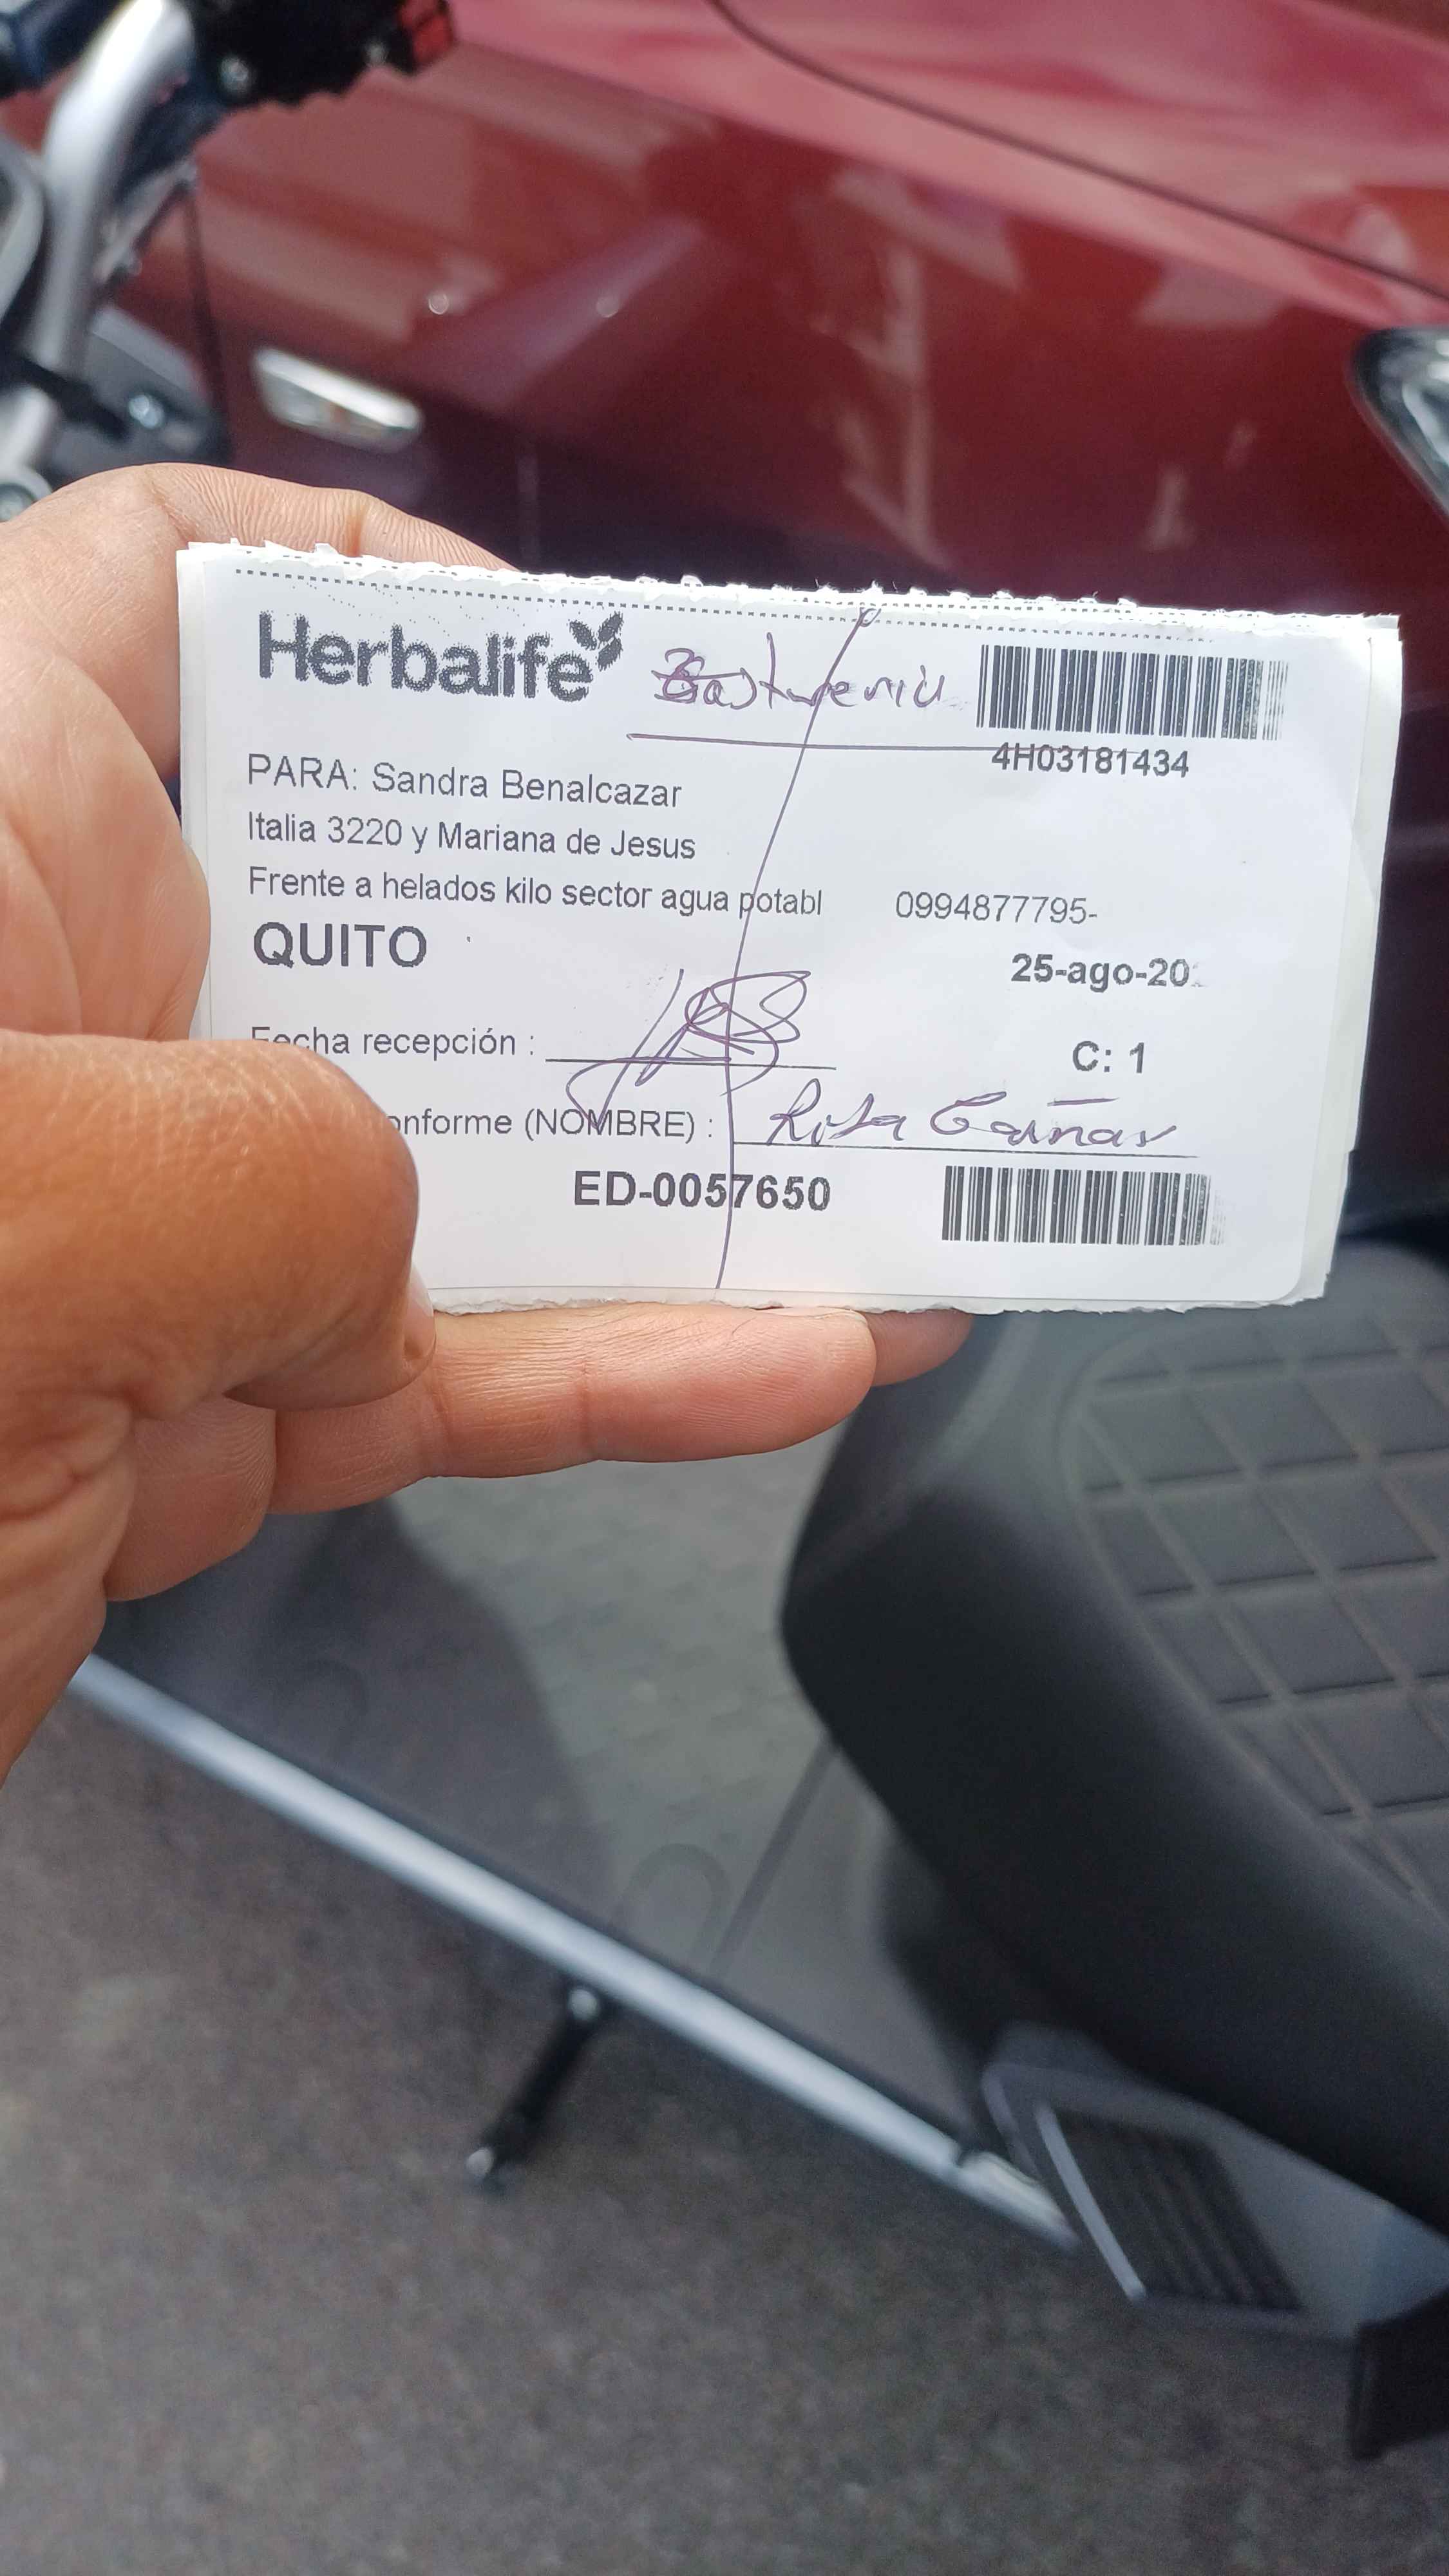 Herbalife
4H03181434
PARA: Sandra Benalcazar
Italia 3220 y Mariana de Jesus
Frente a helados kilo sector agua potabl 0994877795-
QUITO
25-ago-20
Fecha recepción :
C: 1
onforme (NOMBRE) : Rita
ED-0057650